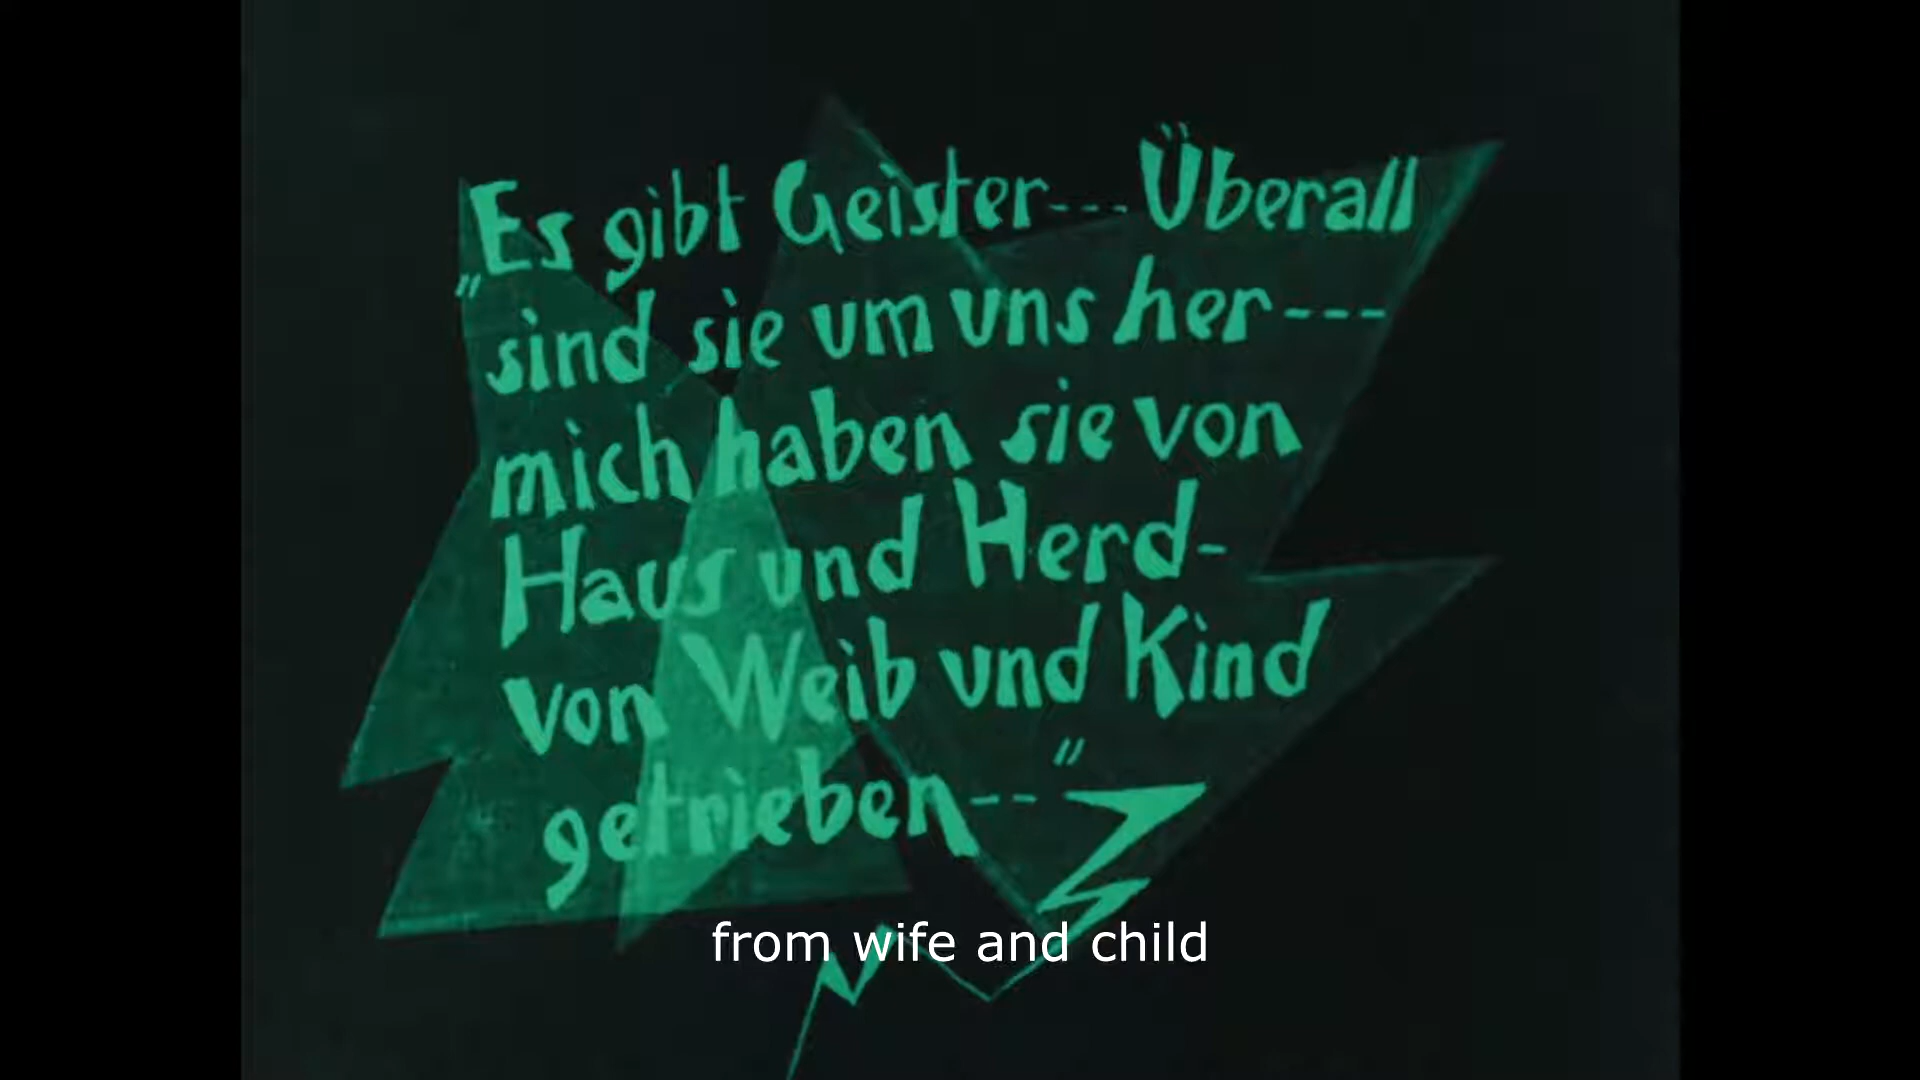 „Es gibt Geister---Überall
sind sie um uns her---
mich haben sie von
Haus und Herd-
von Weib und Kind
getrieben---"
from wife and child